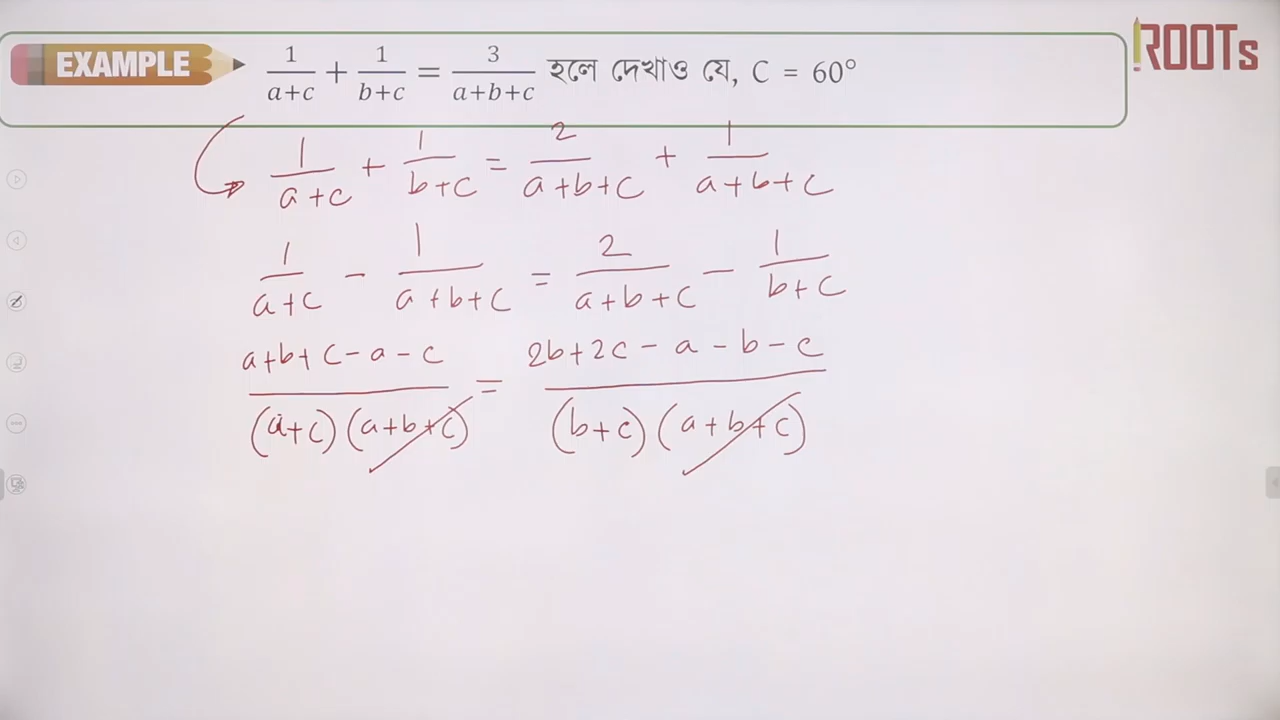 EXAMPLE 1/(a+c) + 1/(b+c) = 3/(a+b+c) হলে দেখাও যে, C = 60°
ROOTs
1/(a+c) + 1/(b+c) = 2/(a+b+c) + 1/(a+b+c)
1/(a+c) - 1/(a+b+c) = 2/(a+b+c) - 1/(b+c)
(a+b+c-a-c)/((a+c)(a+b+c)) = (2b+2c-a-b-c)/((b+c)(a+b+c))